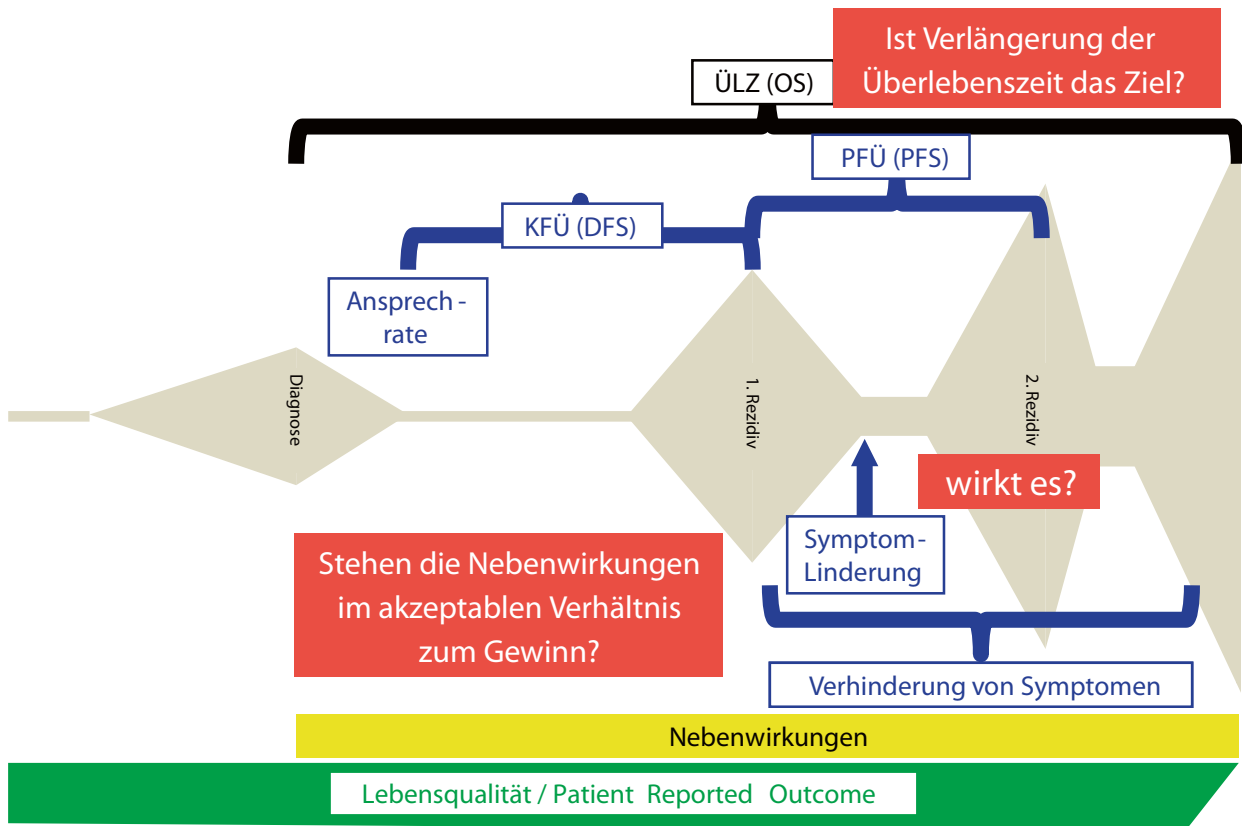 Ist Verlängerung der
Überlebenszeit das Ziel?
ÜLZ (OS)
PFÜ (PFS)
KFÜ (DFS)
Ansprech-
rate
Diagnose
1. Rezidiv
2. Rezidiv
wirkt es?
Symptom-
Linderung
Stehen die Nebenwirkungen
im akzeptablen Verhältnis
zum Gewinn?
Verhinderung von Symptomen
Nebenwirkungen
Lebensqualität / Patient Reported Outcome